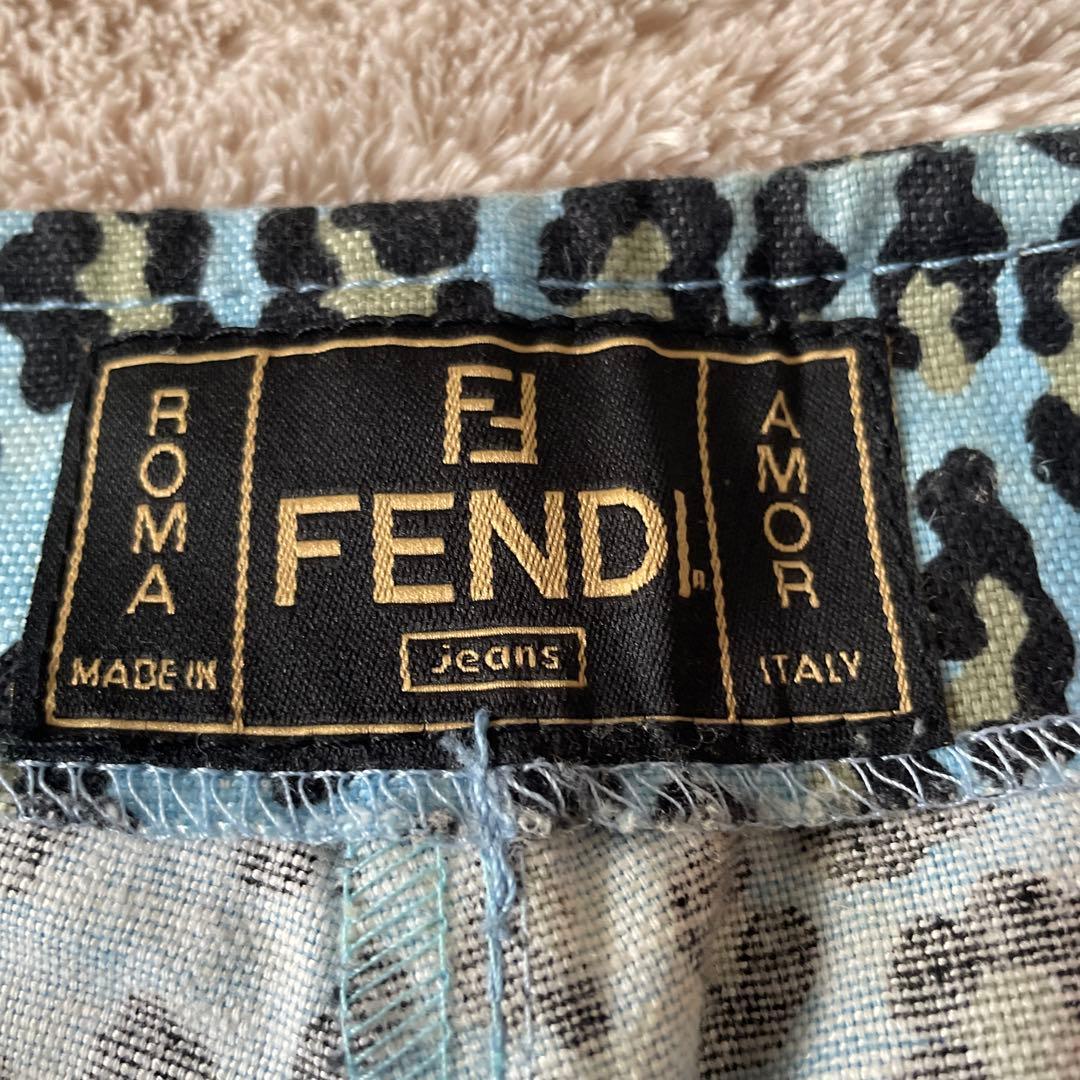 ROMA
MADE IN
FF
FENDI
jeans
AMOR
ITALY